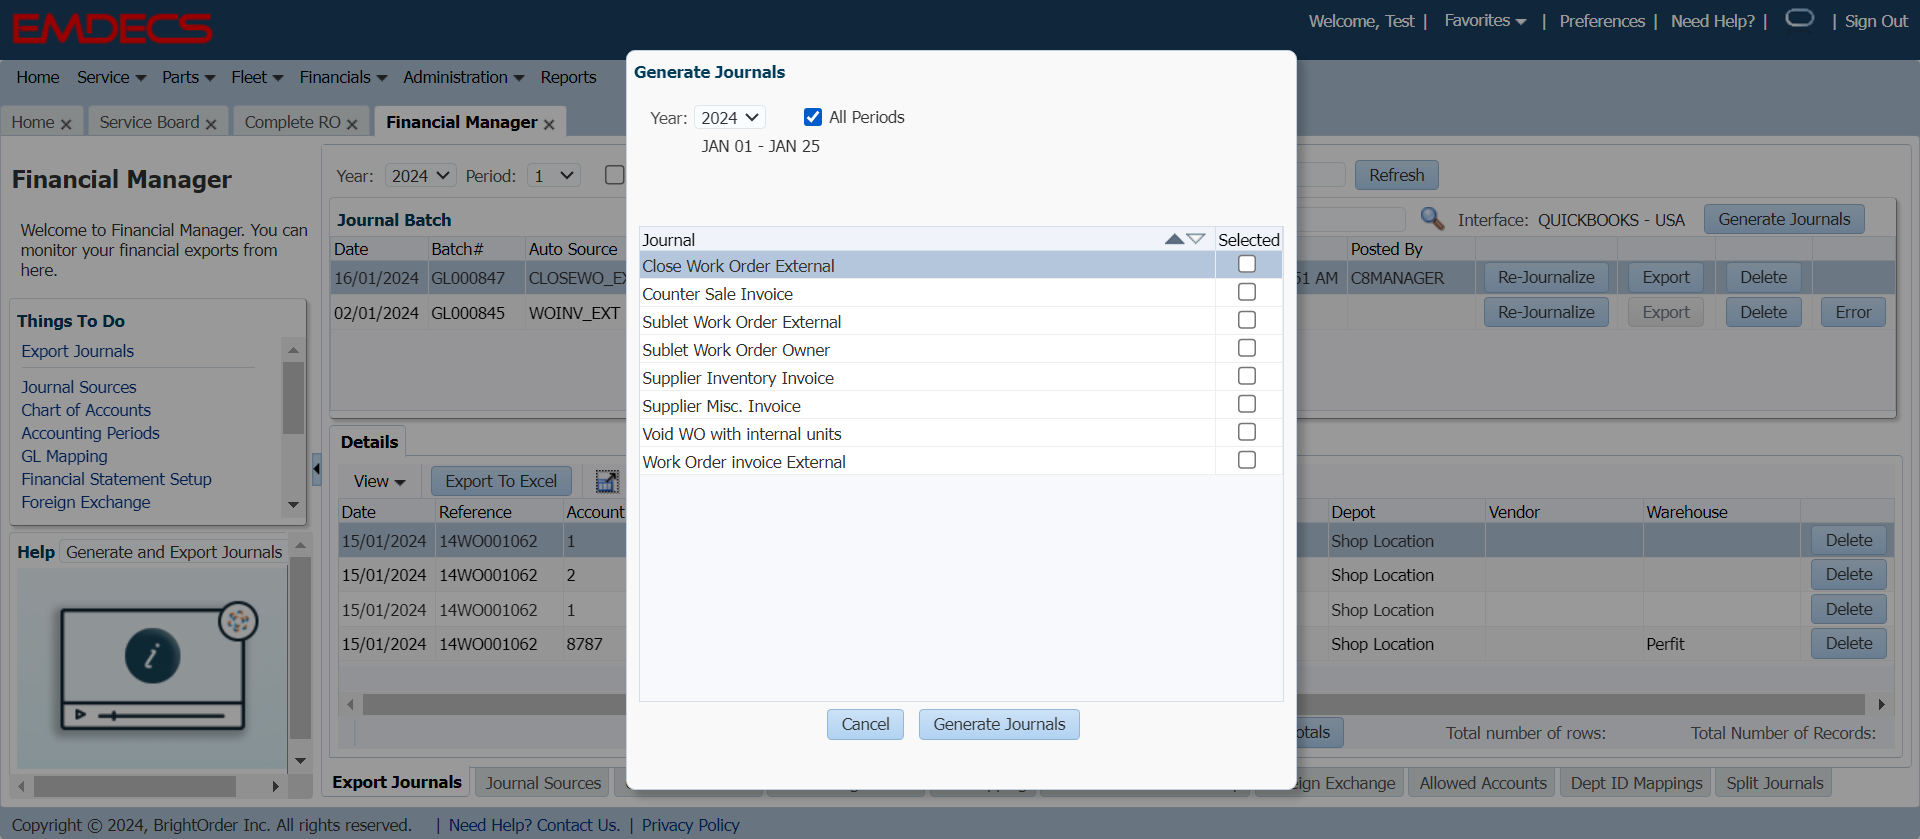 EMDECS
Welcome, Test | Favorites | Preferences | Need Help? | | Sign Out
Home Service Parts Fleet Financials Administration Reports
Home Service Board Complete RO Financial Manager
Financial Manager
Welcome to Financial Manager. You can
monitor your financial exports from
here.
Things To Do
Export Journals
Journal Sources
Chart of Accounts
Accounting Periods
GL Mapping
Financial Statement Setup
Foreign Exchange
Help Generate and Export Journals
i
Year: 2024 Period: 1
Refresh
Journal Batch
Interface: QUICKBOOKS - USA Generate Journals
Date Batch# Auto Source Posted By
16/01/2024 GL000847 CLOSEWO_EX 51 AM C8MANAGER Re-Journalize Export Delete
02/01/2024 GL000845 WOINV_EXT Re-Journalize Export Delete Error
Details
View Export To Excel
Date Reference Account Depot Vendor Warehouse
15/01/2024 14WO001062 1 Shop Location Delete
15/01/2024 14WO001062 2 Shop Location Delete
15/01/2024 14WO001062 1 Shop Location Delete
15/01/2024 14WO001062 8787 Shop Location Perfit Delete
otals Total number of rows: Total Number of Records:
Export Journals Journal Sources eign Exchange Allowed Accounts Dept ID Mappings Split Journals
Generate Journals
Year: 2024 All Periods
JAN 01 - JAN 25
Journal Selected
Close Work Order External
Counter Sale Invoice
Sublet Work Order External
Sublet Work Order Owner
Supplier Inventory Invoice
Supplier Misc. Invoice
Void WO with internal units
Work Order invoice External
Cancel Generate Journals
Copyright © 2024, BrightOrder Inc. All rights reserved. | Need Help? Contact Us. | Privacy Policy